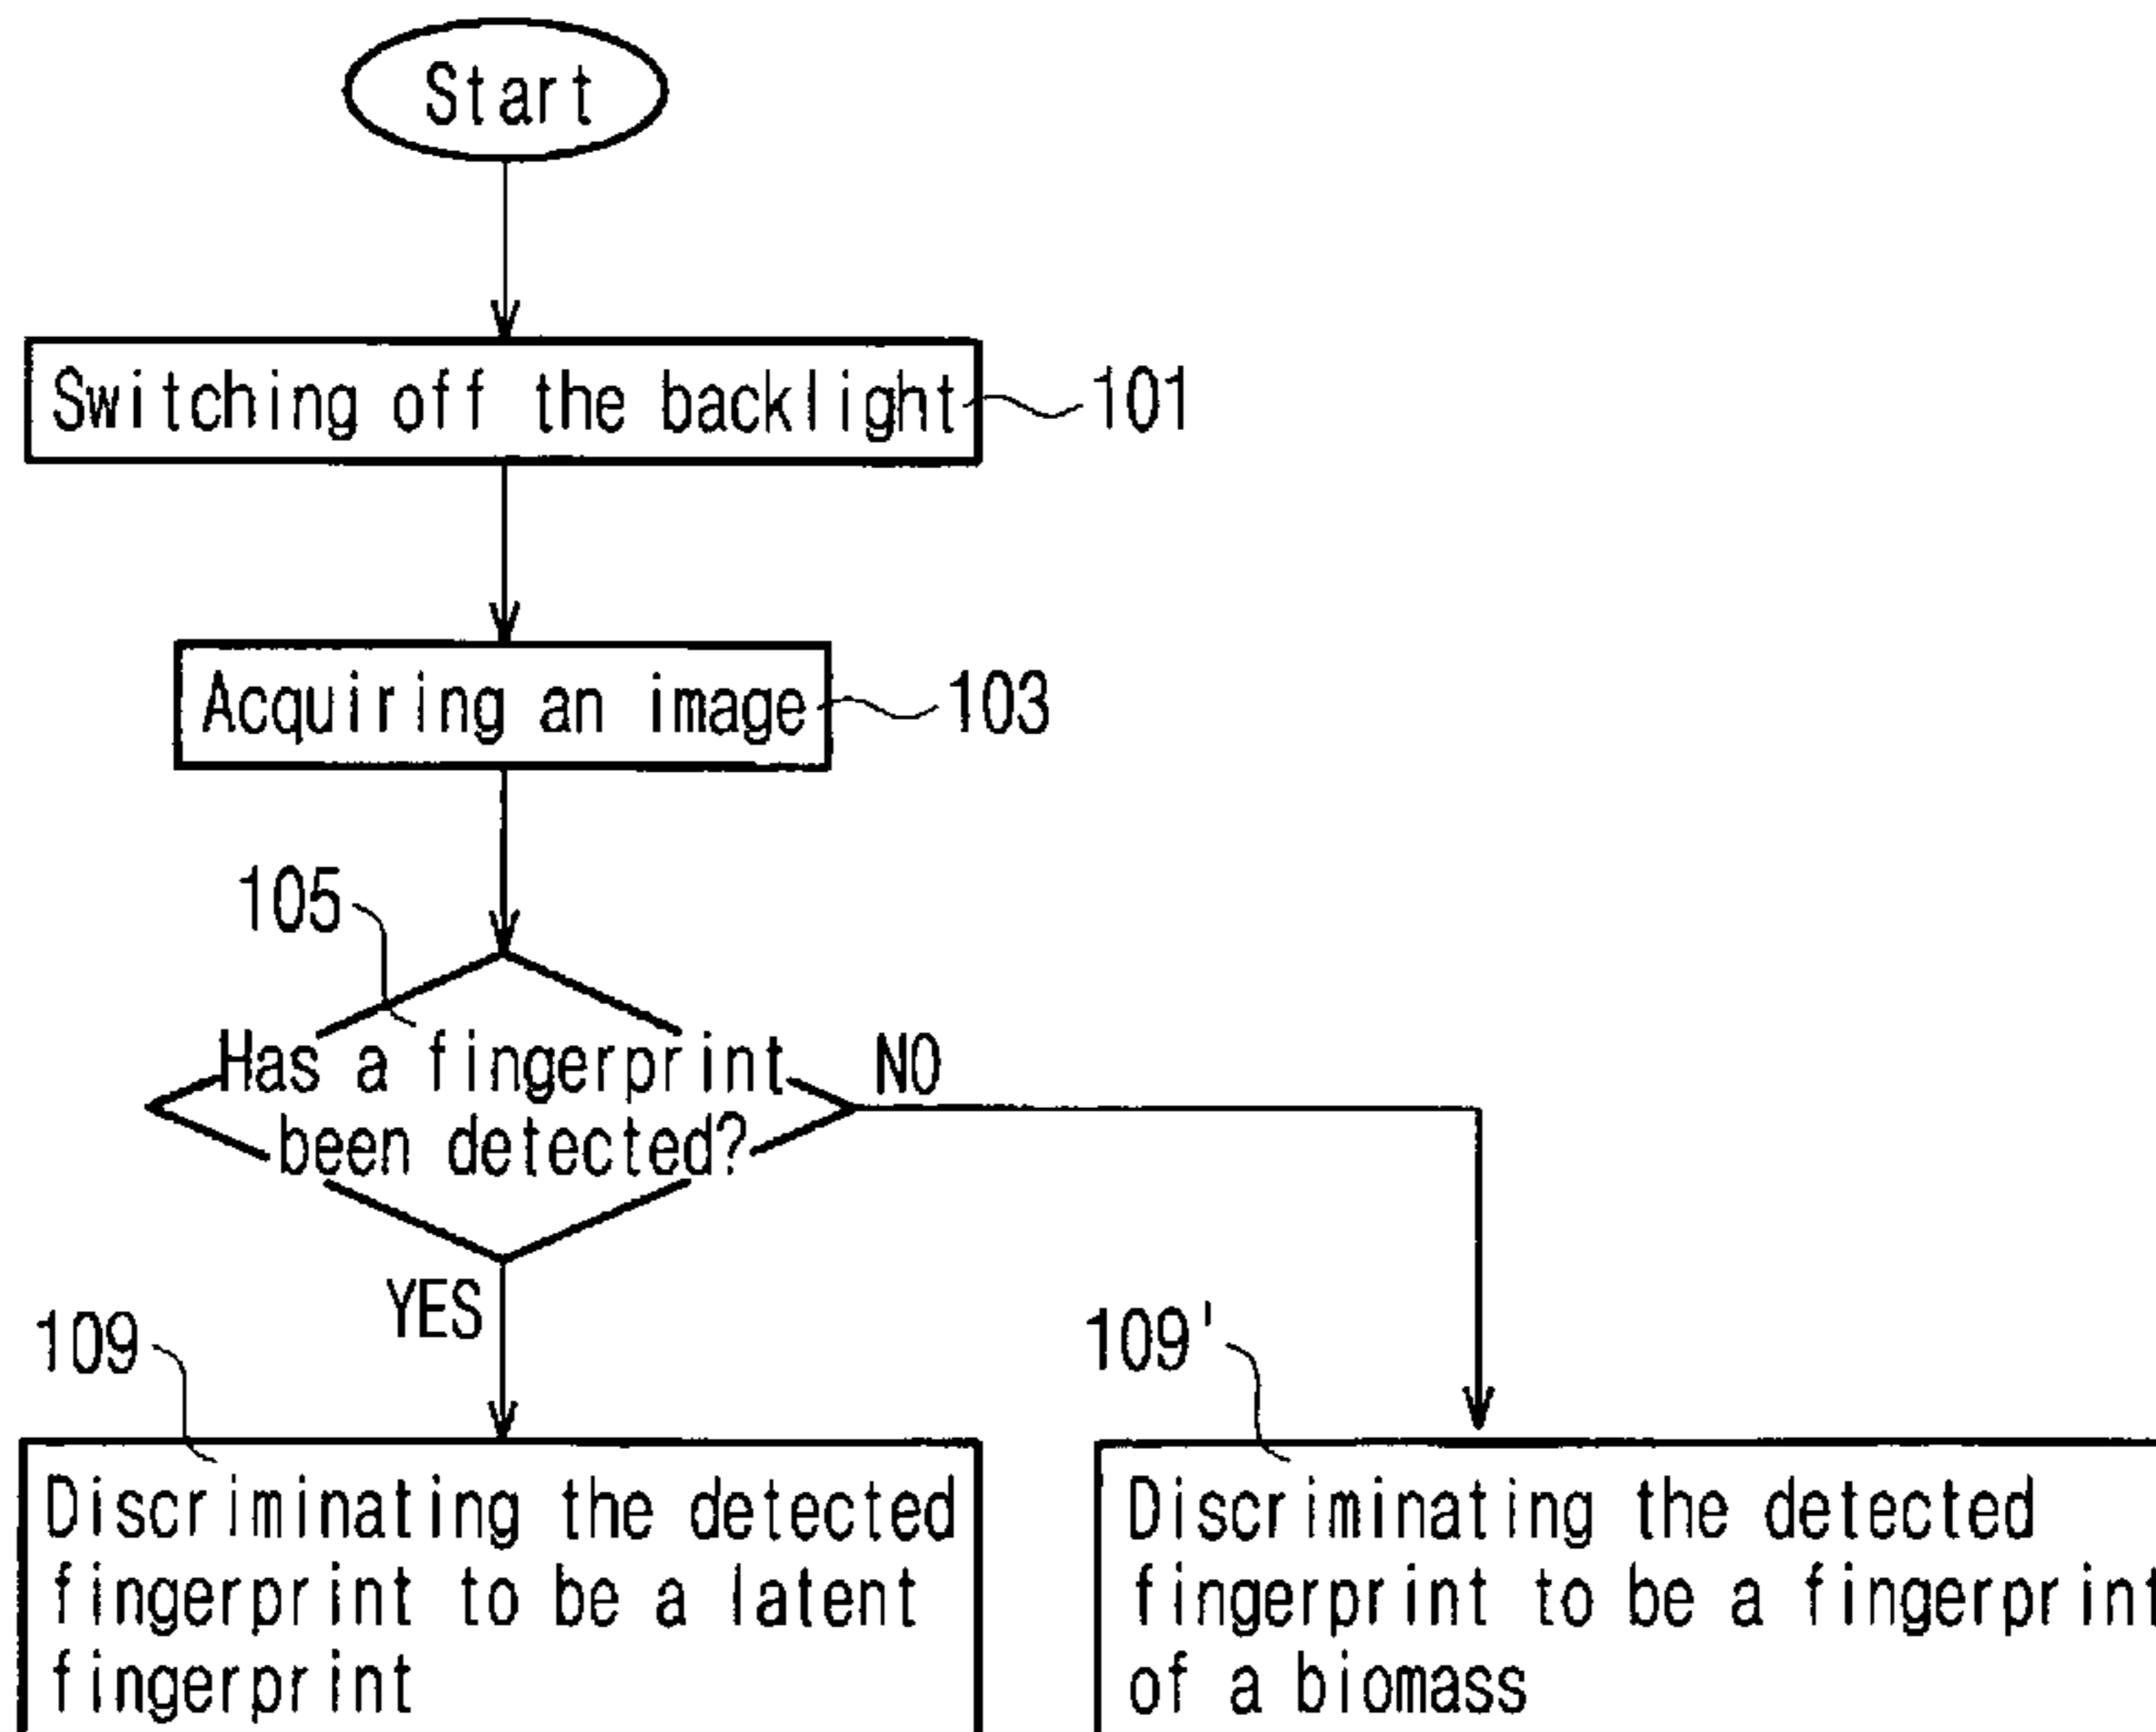 Start
Switching off the backlight
101
Acquiring an image
103
105
Has a fingerprint
been detected?
NO
YES
109
Discriminating the detected
fingerprint to be a latent
fingerprint
109'
Discriminating the detected
fingerprint to be a fingerprint
of a biomass